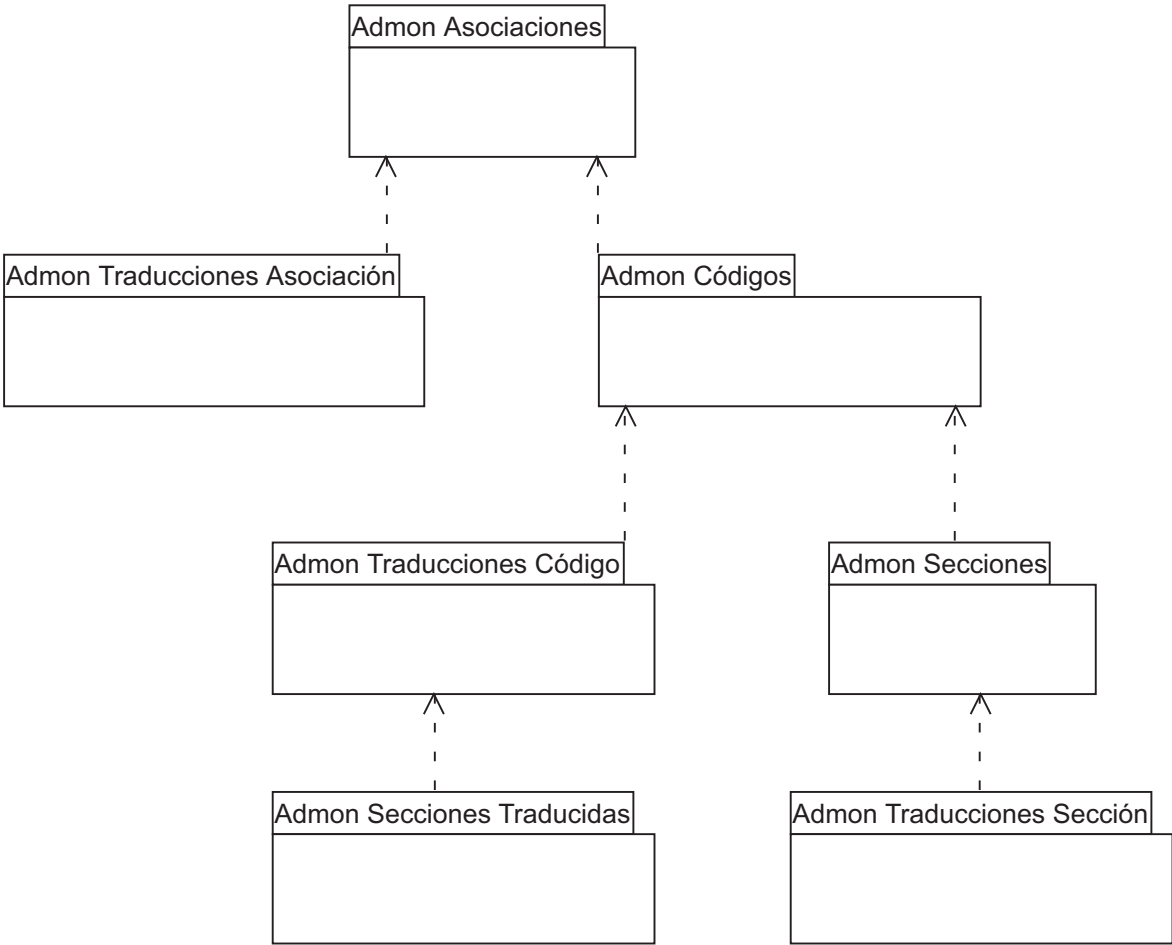 Admon Asociaciones
Admon Traducciones Asociación
Admon Códigos
Admon Traducciones Código
Admon Secciones
Admon Secciones Traducidas
Admon Traducciones Sección